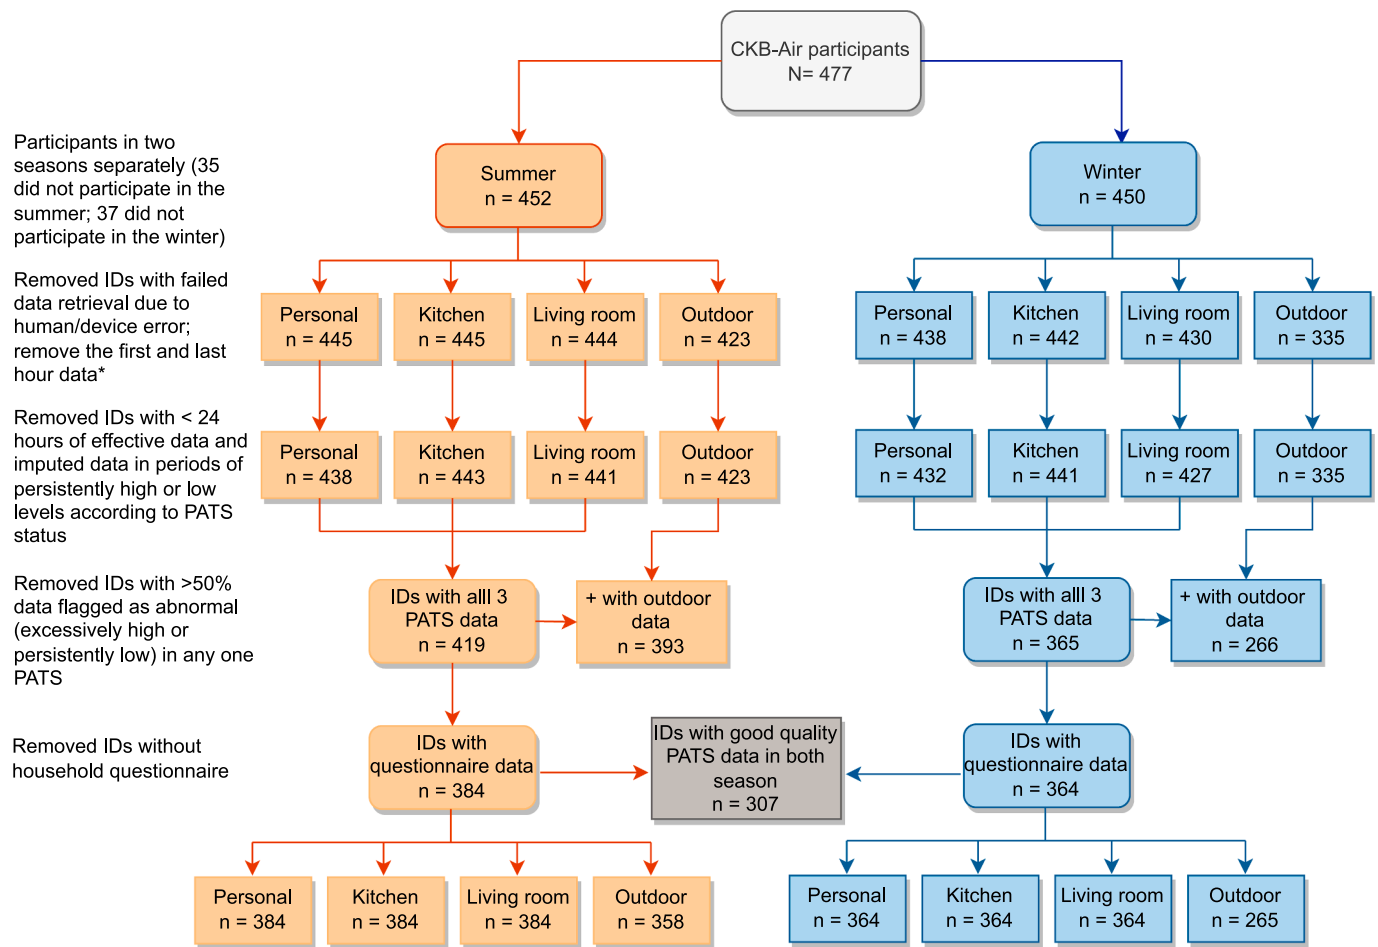 CKB-Air participants
N= 477
Participants in two
seasons separately (35
did not participate in the
summer; 37 did not
participate in the winter)
Summer
n = 452
Winter
n = 450
Removed IDs with failed
data retrieval due to
human/device error;
remove the first and last
hour data*
Personal
n = 445
Kitchen
n = 445
Living room
n = 444
Outdoor
n = 423
Personal
n = 438
Kitchen
n = 442
Living room
n = 430
Outdoor
n = 335
Removed IDs with < 24
hours of effective data and
imputed data in periods of
persistently high or low
levels according to PATS
status
Personal
n = 438
Kitchen
n = 443
Living room
n = 441
Outdoor
n = 423
Personal
n = 432
Kitchen
n = 441
Living room
n = 427
Outdoor
n = 335
Removed IDs with >50%
data flagged as abnormal
(excessively high or
persistently low) in any one
PATS
IDs with alll 3
PATS data
n = 419
+ with outdoor
data
n = 393
IDs with alll 3
PATS data
n = 365
+ with outdoor
data
n = 266
Removed IDs without
household questionnaire
IDs with
questionnaire data
n = 384
IDs with good quality
PATS data in both
season
n = 307
IDs with
questionnaire data
n = 364
Personal
n = 384
Kitchen
n = 384
Living room
n = 384
Outdoor
n = 358
Personal
n = 364
Kitchen
n = 364
Living room
n = 364
Outdoor
n = 265